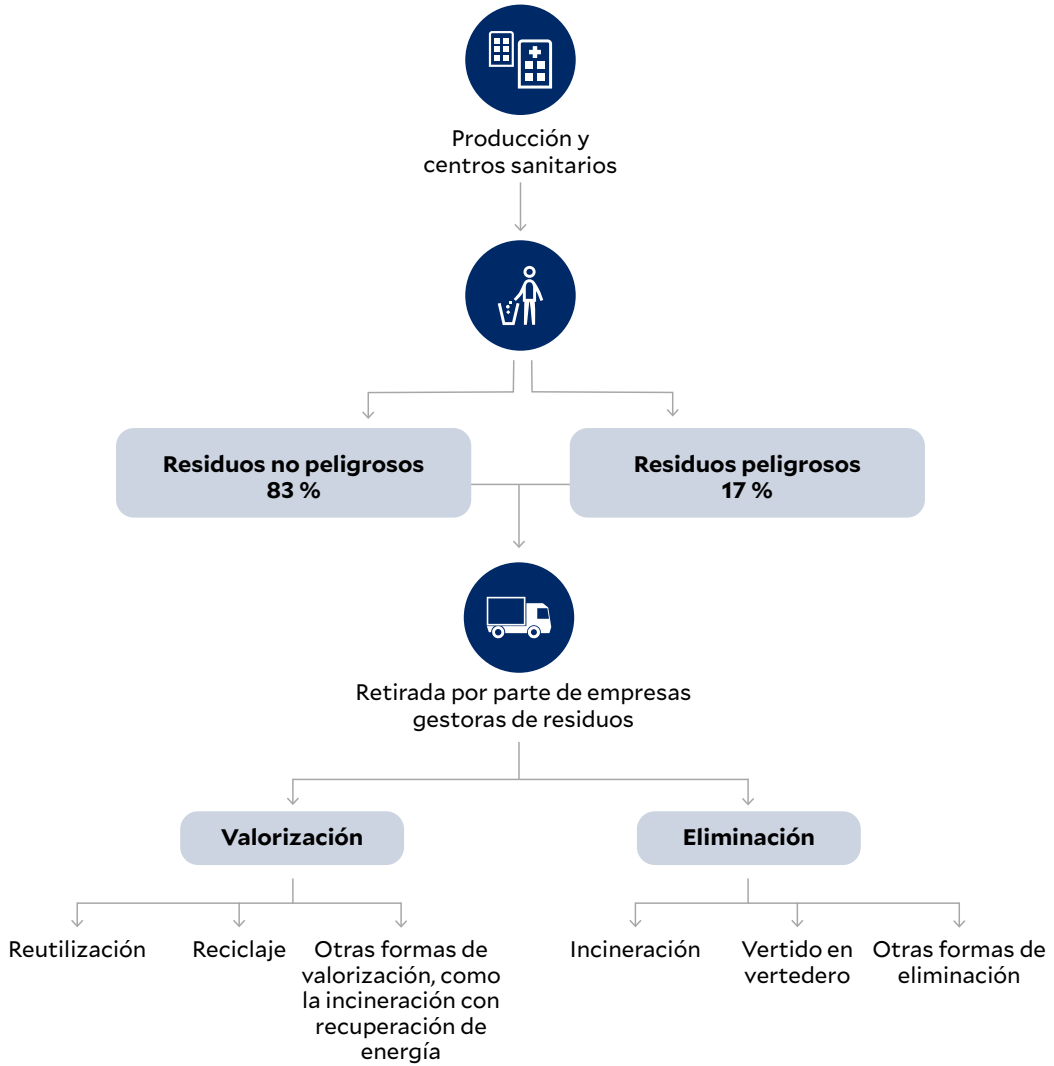 Producción y
centros sanitarios
Residuos no peligrosos
83 %
Residuos peligrosos
17 %
Retirada por parte de empresas
gestoras de residuos
Valorización
Eliminación
Reutilización
Reciclaje
Otras formas de
valorización, como
la incineración con
recuperación de
energía
Incineración
Vertido en
vertedero
Otras formas de
eliminación